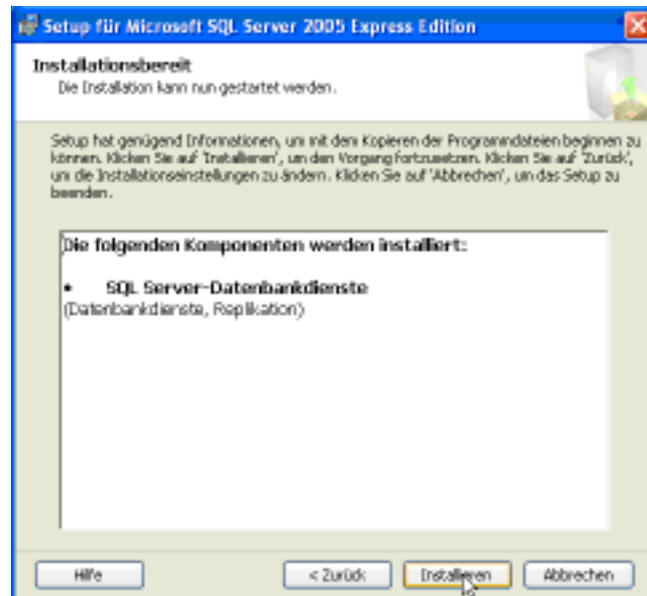 Setup für Microsoft SQL Server 2005 Express Edition
Installationsbereit
Die Installation kann nun gestartet werden.
Setup hat genügend Informationen, um mit dem Kopieren der Programmdateien beginnen zu
können. Klicken Sie auf 'Installieren', um den Vorgang fortzusetzen. Klicken Sie auf 'Zurück',
um die Installationseinstellungen zu ändern. Klicken Sie auf 'Abbrechen', um das Setup zu
beenden.
Die folgenden Komponenten werden installiert:
• SQL Server-Datenbankdienste
(Datenbankdienste, Replikation)
Hilfe
< Zurück
Installieren
Abbrechen